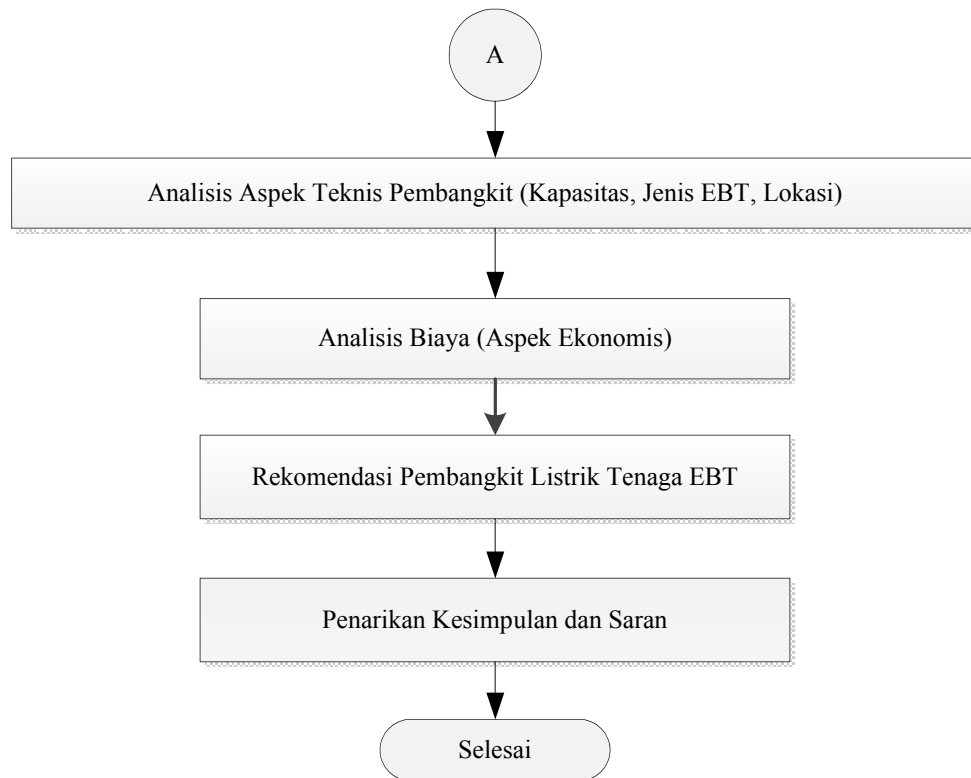 A
Analisis Aspek Teknis Pembangkit (Kapasitas, Jenis EBT, Lokasi)
Analisis Biaya (Aspek Ekonomis)
Rekomendasi Pembangkit Listrik Tenaga EBT
Penarikan Kesimpulan dan Saran
Selesai